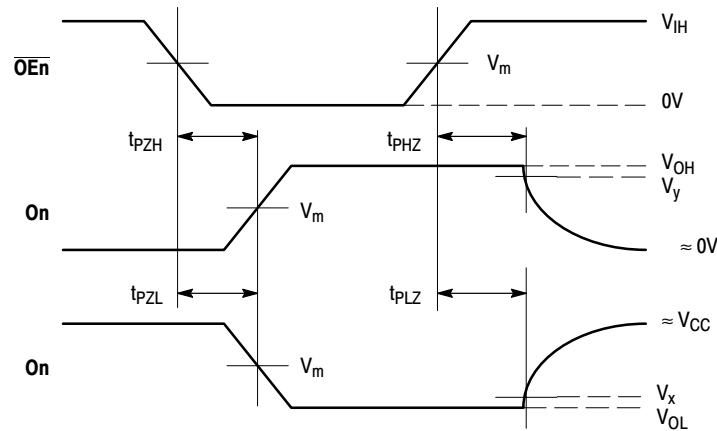 V_IH
OEn
V_m
0V
t_PZH
t_PHZ
V_OH
V_y
On
V_m
≈ 0V
t_PZL
t_PLZ
≈ V_CC
On
V_m
V_x
V_OL